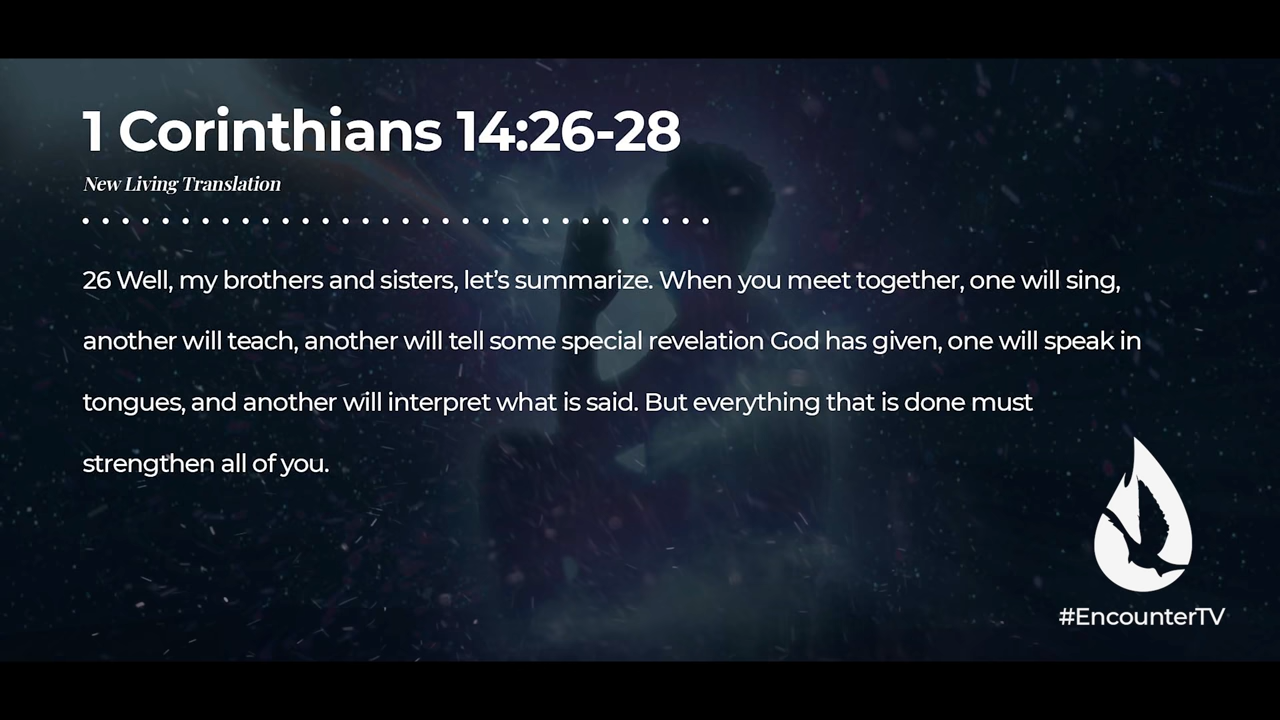 1 Corinthians 14:26-28
New Living Translation
26 Well, my brothers and sisters, let’s summarize. When you meet together, one will sing,
another will teach, another will tell some special revelation God has given, one will speak in
tongues, and another will interpret what is said. But everything that is done must
strengthen all of you.
#EncounterTV